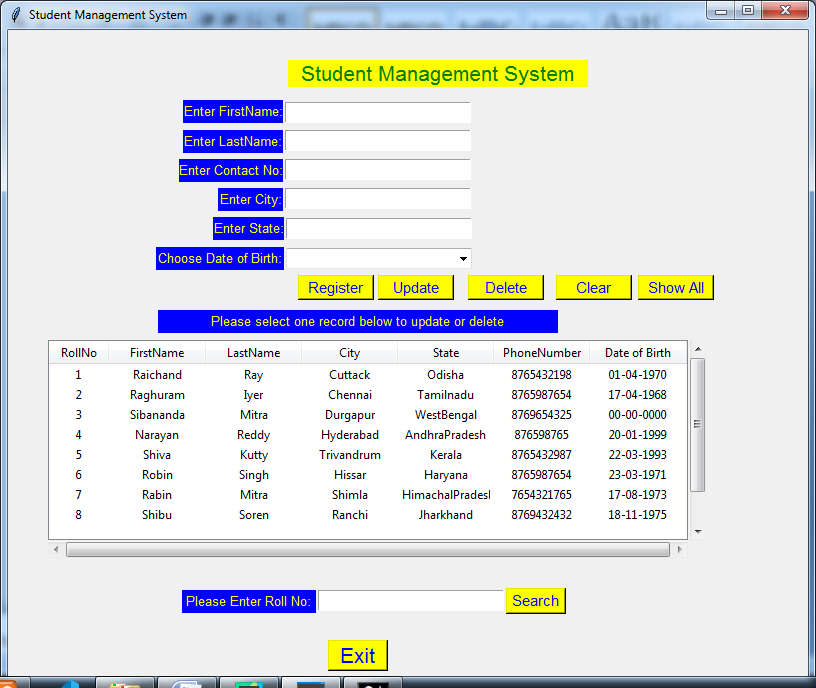 Student Management System
Student Management System
Enter FirstName:
Enter LastName:
Enter Contact No:
Enter City:
Enter State:
Choose Date of Birth:
Register Update Delete Clear Show All
Please select one record below to update or delete
RollNo FirstName LastName City State PhoneNumber Date of Birth
1 Raichand Ray Cuttack Odisha 8765432198 01-04-1970
2 Raghuram Iyer Chennai Tamilnadu 8765987654 17-04-1968
3 Sibananda Mitra Durgapur WestBengal 8769654325 00-00-0000
4 Narayan Reddy Hyderabad AndhraPradesh 876598765 20-01-1999
5 Shiva Kutty Trivandrum Kerala 8765432987 22-03-1993
6 Robin Singh Hissar Haryana 8765987654 23-03-1971
7 Rabin Mitra Shimla HimachalPradesl 7654321765 17-08-1973
8 Shibu Soren Ranchi Jharkhand 8769432432 18-11-1975
Please Enter Roll No: Search
Exit